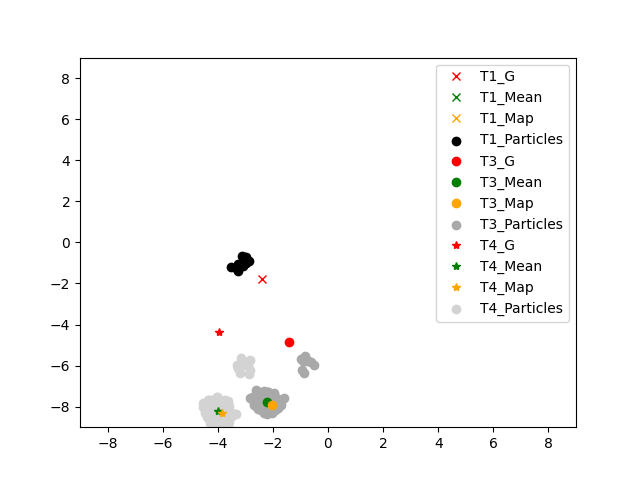 8
6
4
2
0
−2
−4
−6
−8
−8 −6 −4 −2 0 2 4 6 8
T1_G
T1_Mean
T1_Map
T1_Particles
T3_G
T3_Mean
T3_Map
T3_Particles
T4_G
T4_Mean
T4_Map
T4_Particles